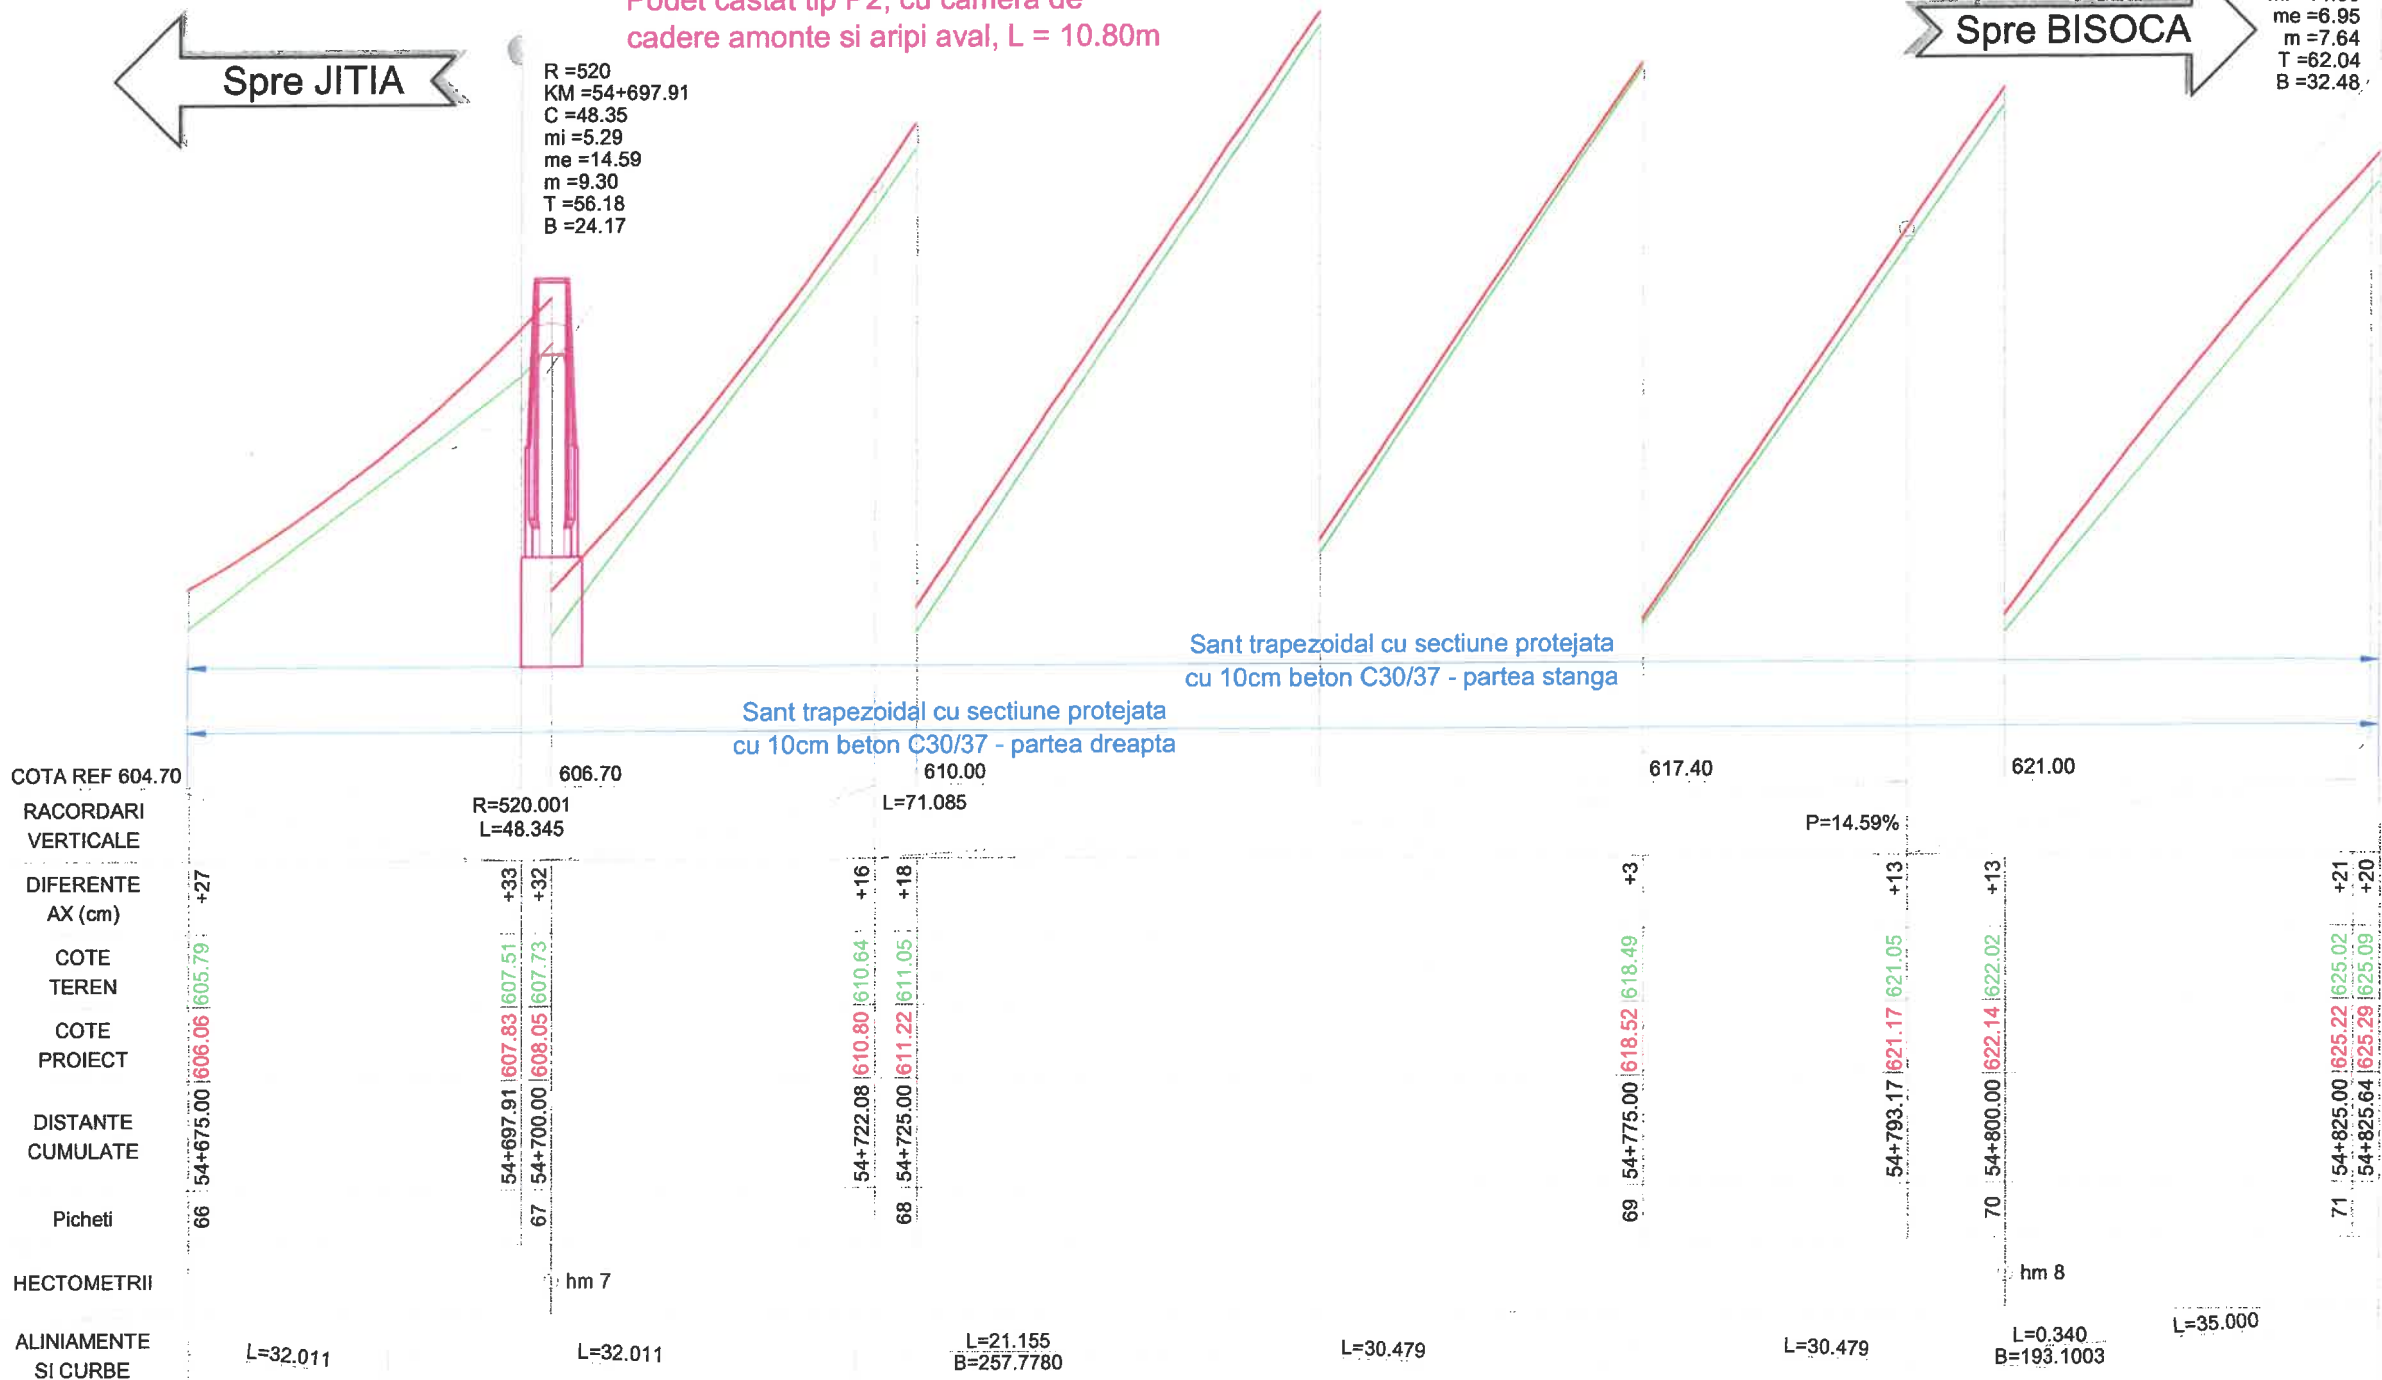 cadere amonte si aripi aval, L = 10.80m
Spre JITIA
Spre BISOCA
me =6.95
m =7.64
T =62.04
B =32.48
R =520
KM =54+697.91
C =48.35
mi =5.29
me =14.59
m =9.30
T =56.18
B =24.17
Sant trapezoidal cu sectiune protejata
cu 10cm beton C30/37 - partea stanga
Sant trapezoidal cu sectiune protejata
cu 10cm beton C30/37 - partea dreapta
COTA REF 604.70
606.70
610.00
617.40
621.00
RACORDARI
VERTICALE
R=520.001
L=48.345
L=71.085
P=14.59%
DIFERENTE
AX (cm)
+27
+33
+32
+16
+18
+3
+13
+13
+21
+20
COTE
TEREN
605.79
607.51
607.73
610.64
611.05
618.49
621.05
622.02
625.02
625.09
COTE
PROIECT
606.06
607.83
608.05
610.80
611.22
618.52
621.17
622.14
625.22
625.29
DISTANTE
CUMULATE
54+675.00
54+697.91
54+700.00
54+722.08
54+725.00
54+775.00
54+793.17
54+800.00
54+825.00
54+825.64
Picheti
66
67
68
69
70
71
HECTOMETRII
hm 7
hm 8
ALINIAMENTE
SI CURBE
L=32.011
L=32.011
L=21.155
B=257.7780
L=30.479
L=30.479
L=0.340
B=193.1003
L=35.000